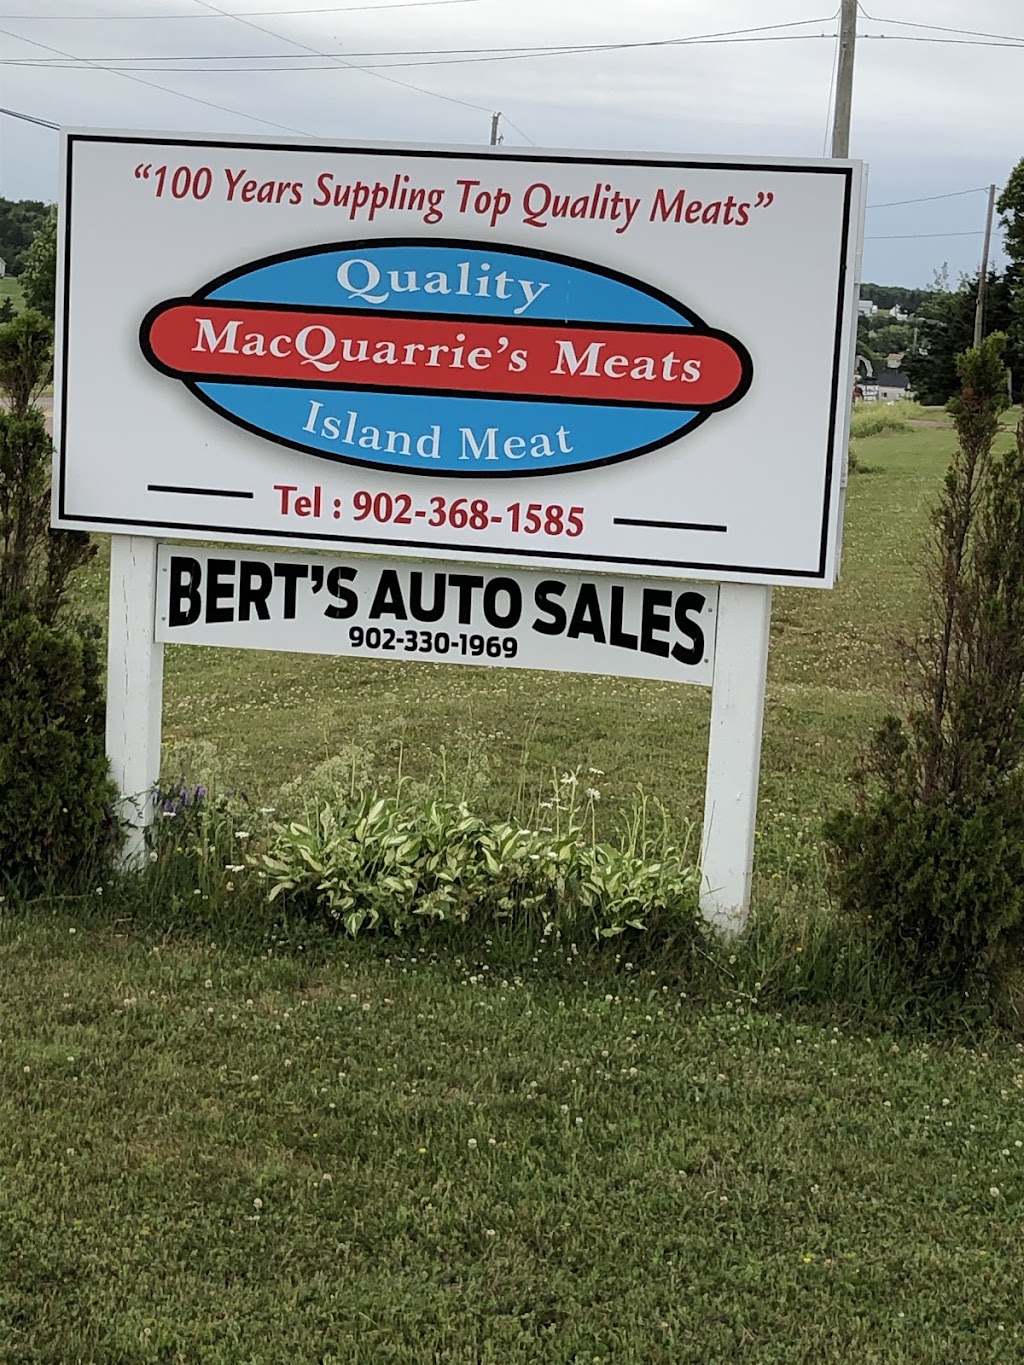 “100 Years Suppling Top Quality Meats”
Quality
MacQuarrie’s Meats
Island Meat
Tel : 902-368-1585
BERT’S AUTO SALES
902-330-1969